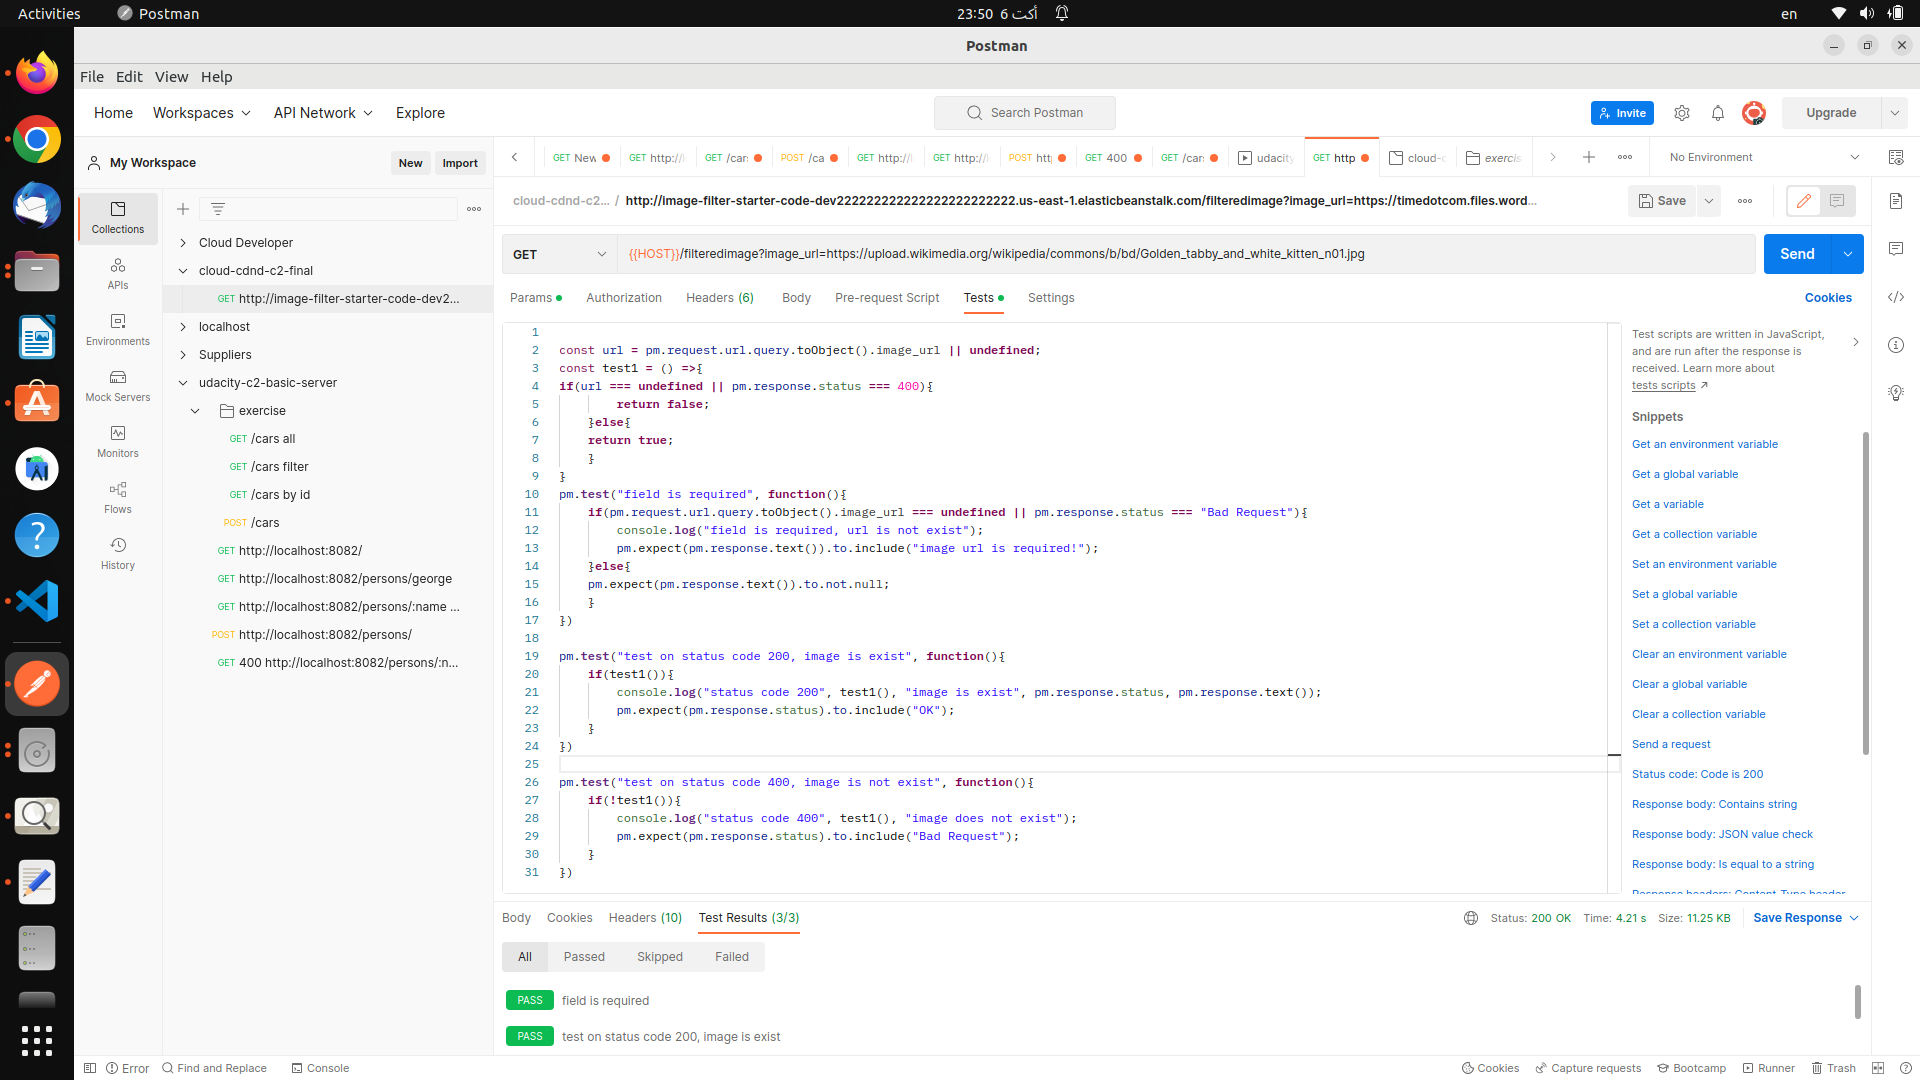 Activities Postman 23:50 6 أكت en
Postman
File Edit View Help
Home Workspaces API Network Explore Search Postman Invite Upgrade
My Workspace New Import
GET New GET http:// GET /car POST /ca GET http:// GET http:// POST htt GET 400 GET /car udacity GET http cloud-c exercis No Environment
cloud-cdnd-c2... / http://image-filter-starter-code-dev222222222222222222222222.us-east-1.elasticbeanstalk.com/filteredimage?image_url=https://timedotcom.files.word... Save
GET {{HOST}}/filteredimage?image_url=https://upload.wikimedia.org/wikipedia/commons/b/bd/Golden_tabby_and_white_kitten_n01.jpg Send
Params Authorization Headers (6) Body Pre-request Script Tests Settings Cookies
Collections
APIs
Environments
Mock Servers
Monitors
Flows
History
Cloud Developer
cloud-cdnd-c2-final
GET http://image-filter-starter-code-dev2...
localhost
Suppliers
udacity-c2-basic-server
exercise
GET /cars all
GET /cars filter
GET /cars by id
POST /cars
GET http://localhost:8082/
GET http://localhost:8082/persons/george
GET http://localhost:8082/persons/:name ...
POST http://localhost:8082/persons/
GET 400 http://localhost:8082/persons/:n...
1
2 const url = pm.request.url.query.toObject().image_url || undefined;
3 const test1 = () =>{
4 if(url === undefined || pm.response.status === 400){
5 return false;
6 }else{
7 return true;
8 }
9 }
10 pm.test("field is required", function(){
11 if(pm.request.url.query.toObject().image_url === undefined || pm.response.status === "Bad Request"){
12 console.log("field is required, url is not exist");
13 pm.expect(pm.response.text()).to.include("image url is required!");
14 }else{
15 pm.expect(pm.response.text()).to.not.null;
16 }
17 })
18
19 pm.test("test on status code 200, image is exist", function(){
20 if(test1()){
21 console.log("status code 200", test1(), "image is exist", pm.response.status, pm.response.text());
22 pm.expect(pm.response.status).to.include("OK");
23 }
24 })
25
26 pm.test("test on status code 400, image is not exist", function(){
27 if(!test1()){
28 console.log("status code 400", test1(), "image does not exist");
29 pm.expect(pm.response.status).to.include("Bad Request");
30 }
31 })
Test scripts are written in JavaScript,
and are run after the response is
received. Learn more about
tests scripts ↗
Snippets
Get an environment variable
Get a global variable
Get a variable
Get a collection variable
Set an environment variable
Set a global variable
Set a collection variable
Clear an environment variable
Clear a global variable
Clear a collection variable
Send a request
Status code: Code is 200
Response body: Contains string
Response body: JSON value check
Response body: Is equal to a string
Response headers: Content-Type header
Body Cookies Headers (10) Test Results (3/3) Status: 200 OK Time: 4.21 s Size: 11.25 KB Save Response
All Passed Skipped Failed
PASS field is required
PASS test on status code 200, image is exist
Error Find and Replace Console Cookies Capture requests Bootcamp Runner Trash